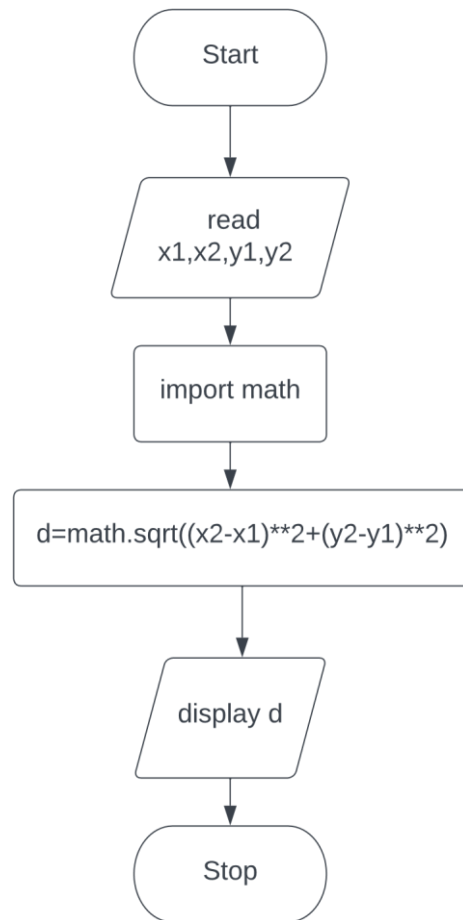 Start
read
x1,x2,y1,y2
import math
d=math.sqrt((x2-x1)**2+(y2-y1)**2)
display d
Stop